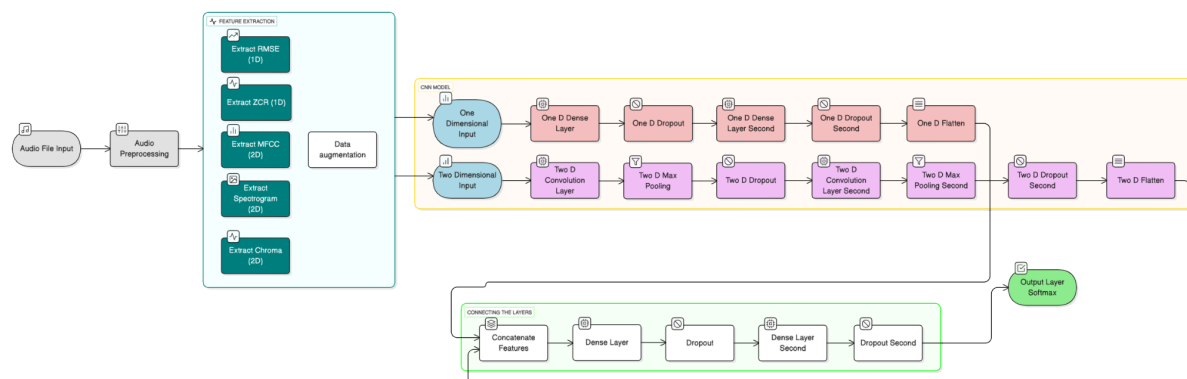 FEATURE EXTRACTION
Extract RMSE
(1D)
Extract ZCR (1D)
Extract MFCC
(2D)
Extract
Spectrogram
(2D)
Extract Chroma
(2D)
Data
augmentation
Audio File Input
Audio
Preprocessing
CNN MODEL
One
Dimensional
Input
One D Dense
Layer
One D Dropout
One D Dense
Layer Second
One D Dropout
Second
One D Flatten
Two Dimensional
Input
Two D
Convolution
Layer
Two D Max
Pooling
Two D Dropout
Two D
Convolution
Layer Second
Two D Max
Pooling Second
Two D Dropout
Second
Two D Flatten
Output Layer
Softmax
CONNECTING THE LAYERS
Concatenate
Features
Dense Layer
Dropout
Dense Layer
Second
Dropout Second